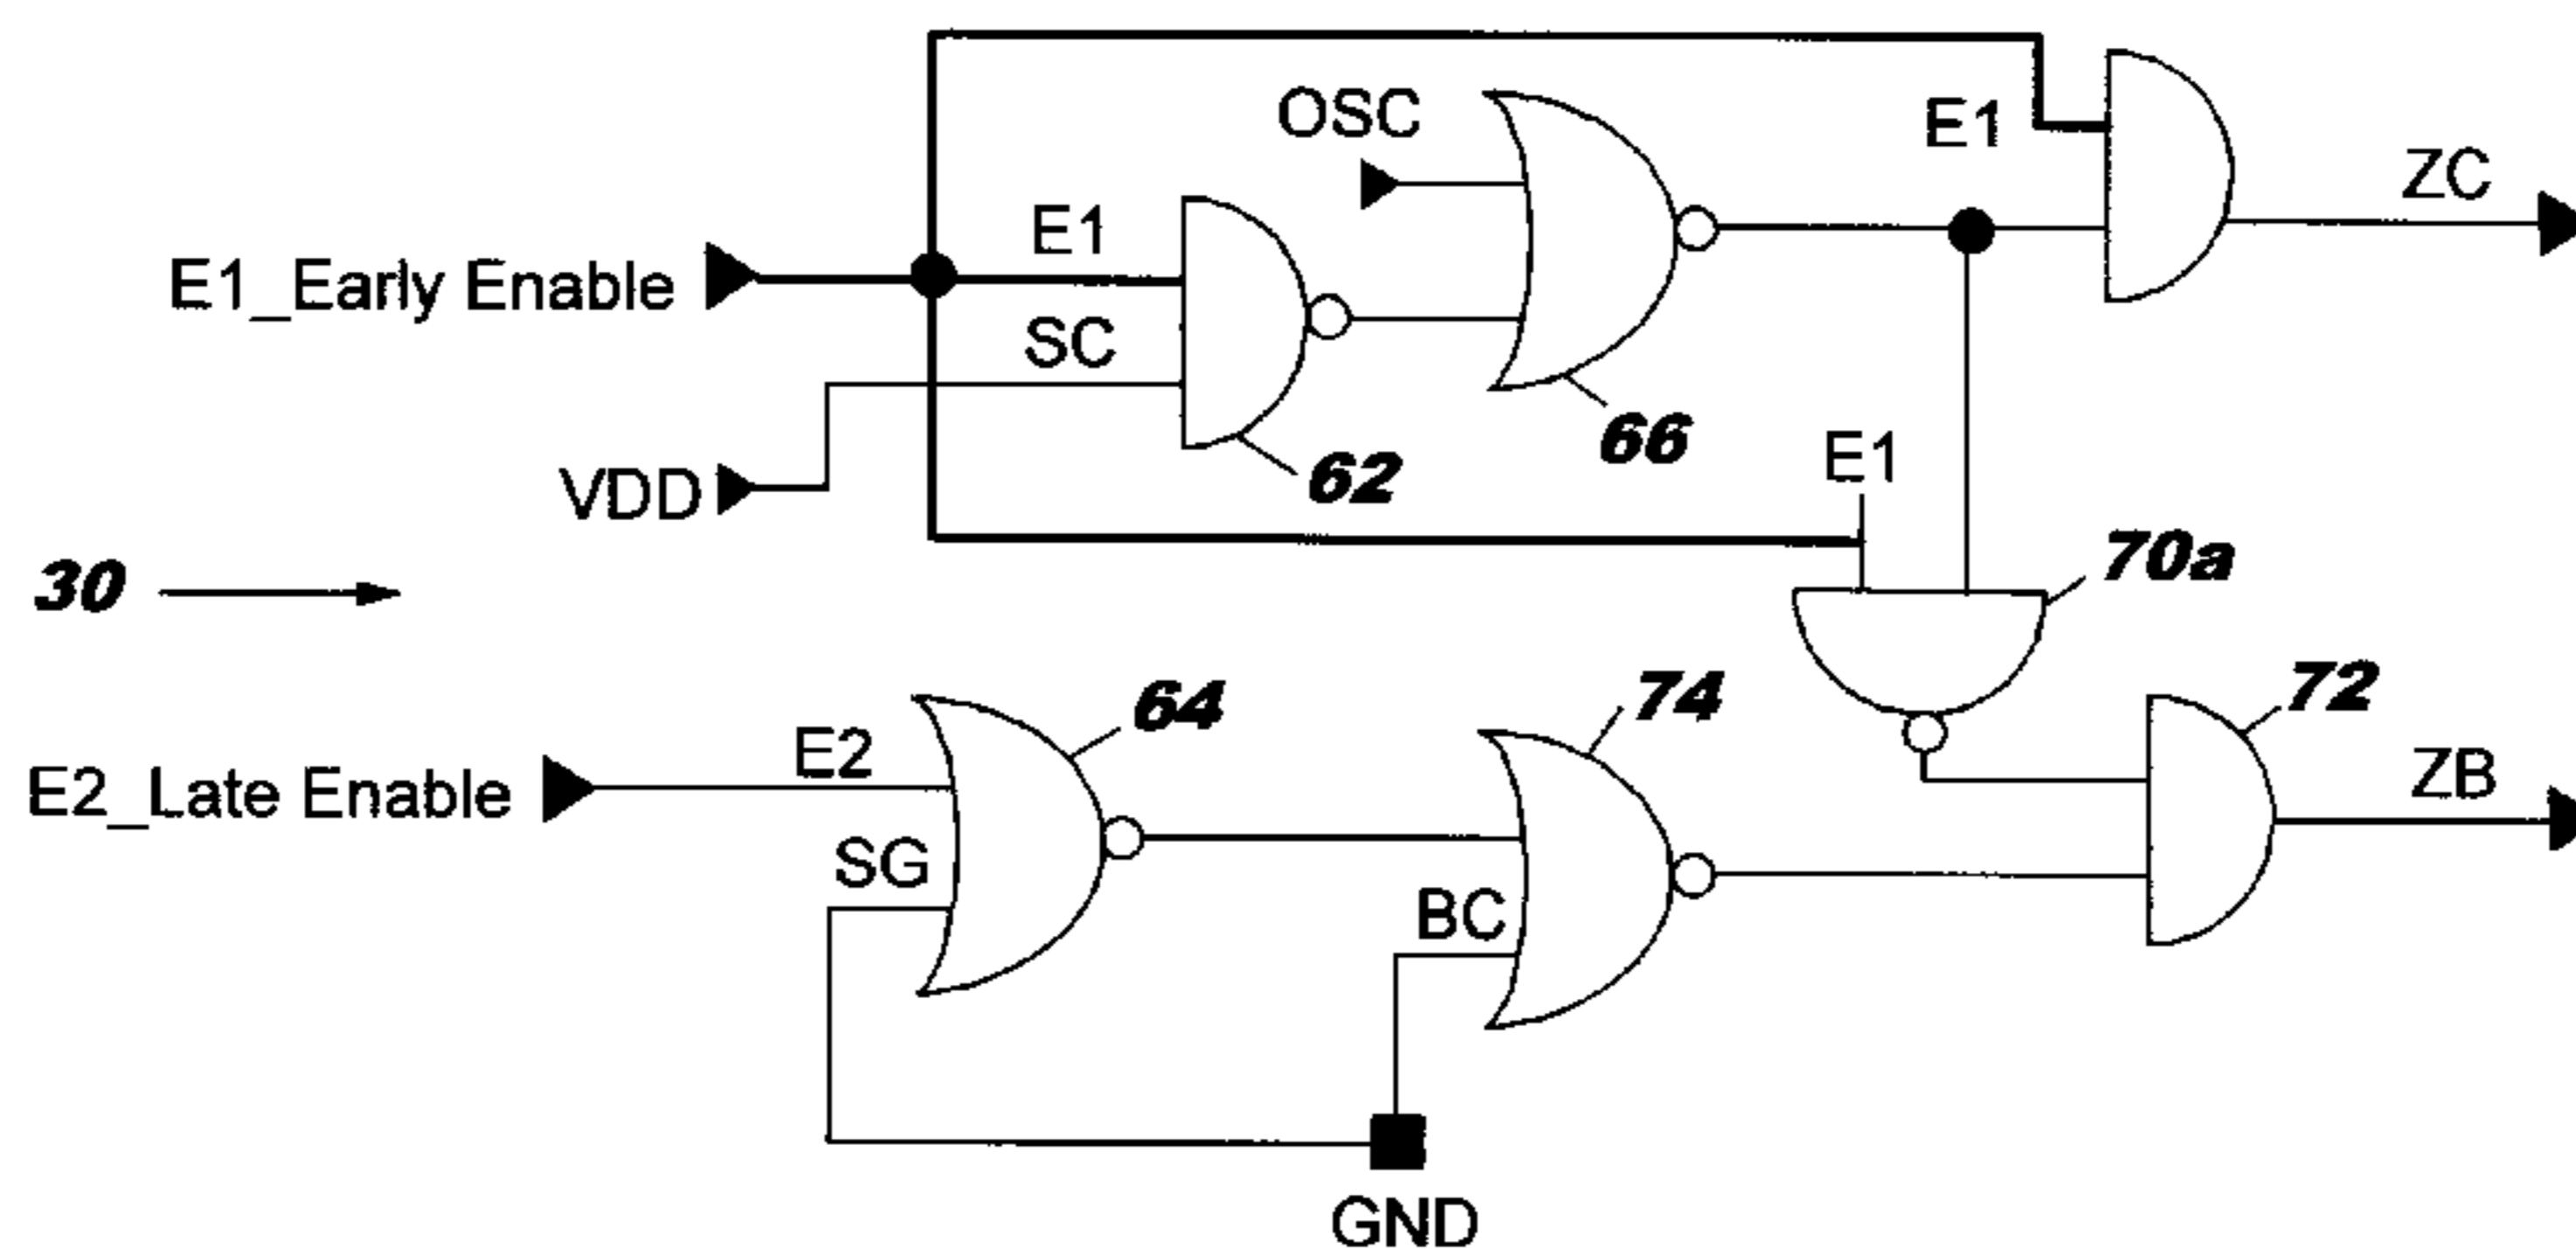 OSC
E1
ZC
E1
E1_Early Enable
SC
66
E1
62
VDD
70a
30
64
74
72
E2
E2_Late Enable
ZB
SG
BC
GND